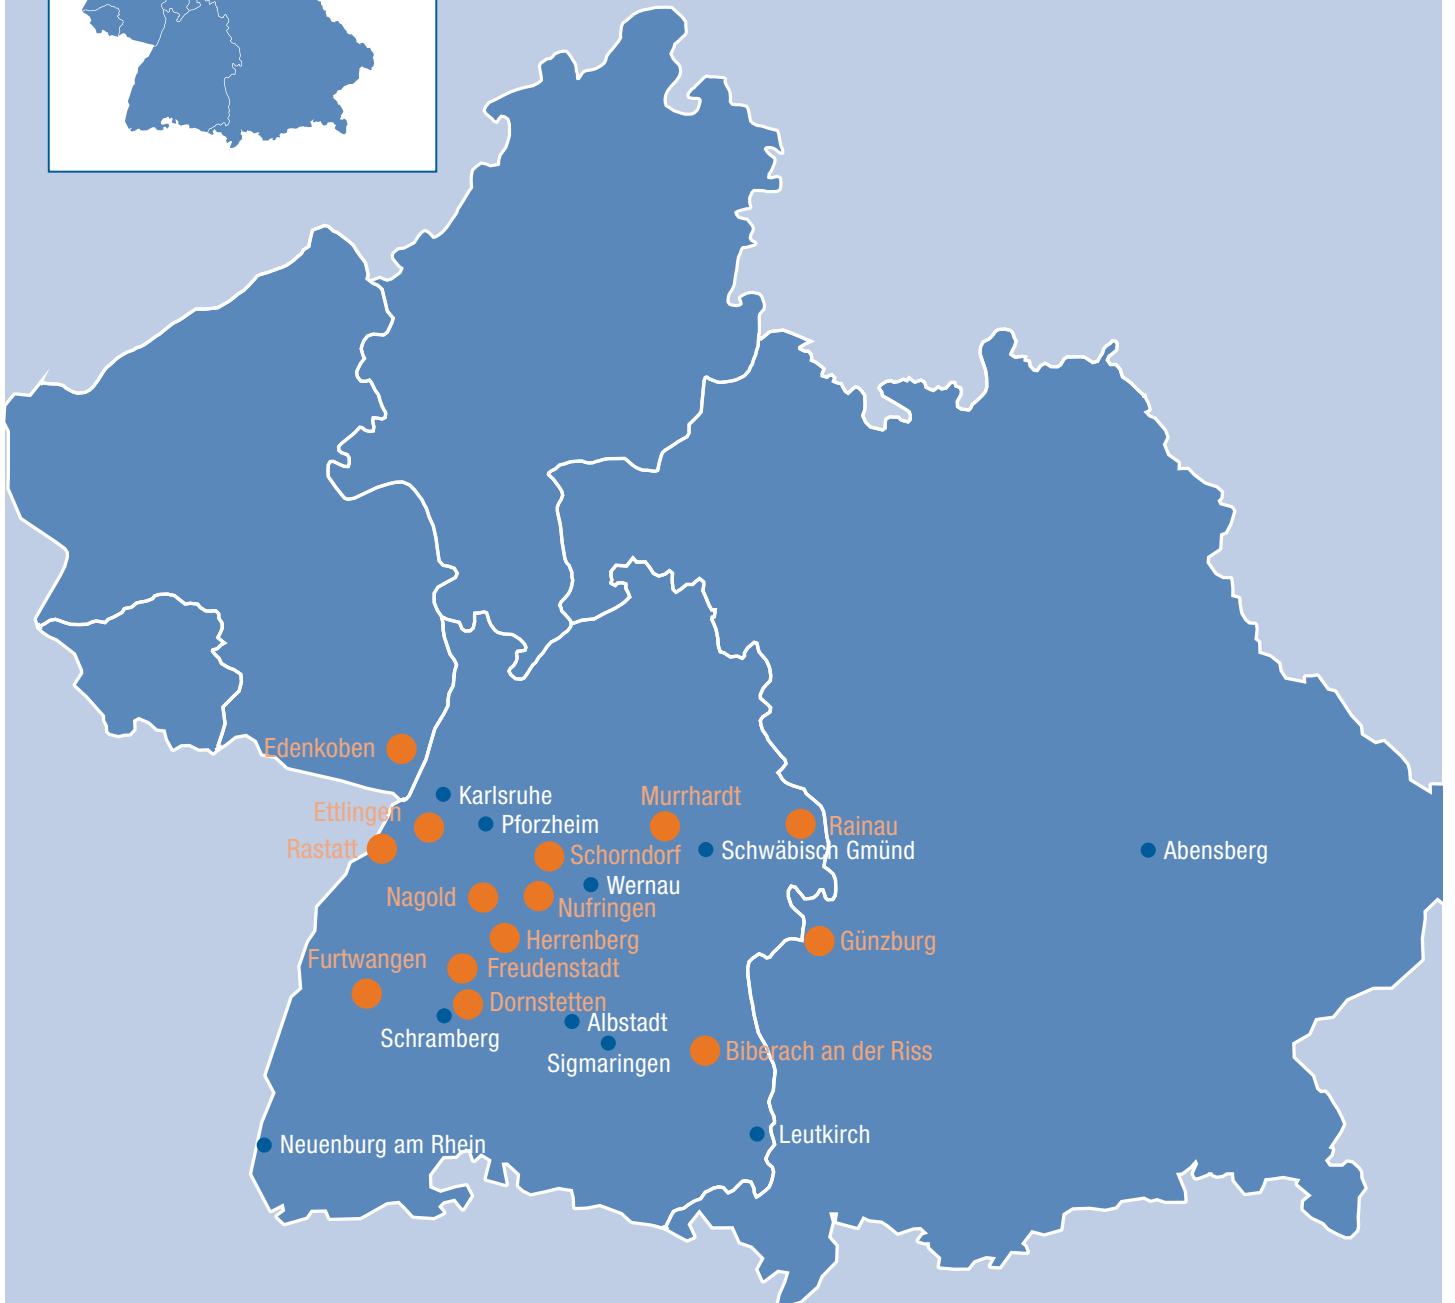 Edenkoben
Karlsruhe
Murrhardt
Ettlingen
Pforzheim
Rainau
Rastatt
Schorndorf
Schwäbisch Gmünd
Abensberg
Wernau
Nagold
Nufringen
Herrenberg
Günzburg
Furtwangen
Freudenstadt
Dornstetten
Albstadt
Schramberg
Sigmaringen
Biberach an der Riss
Leutkirch
Neuenburg am Rhein